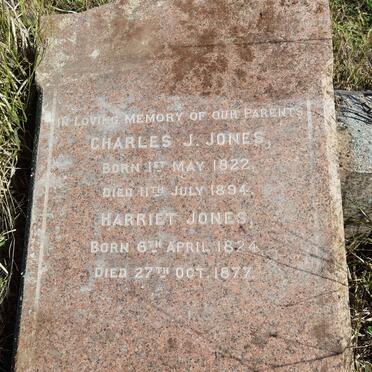 IN LOVING MEMORY OF OUR PARENTS
CHARLES J. JONES,
BORN 1ST MAY 1822.
DIED 11TH JULY 1894.
HARRIET JONES,
BORN 6TH APRIL 1824
DIED 27TH OCT. 1877.